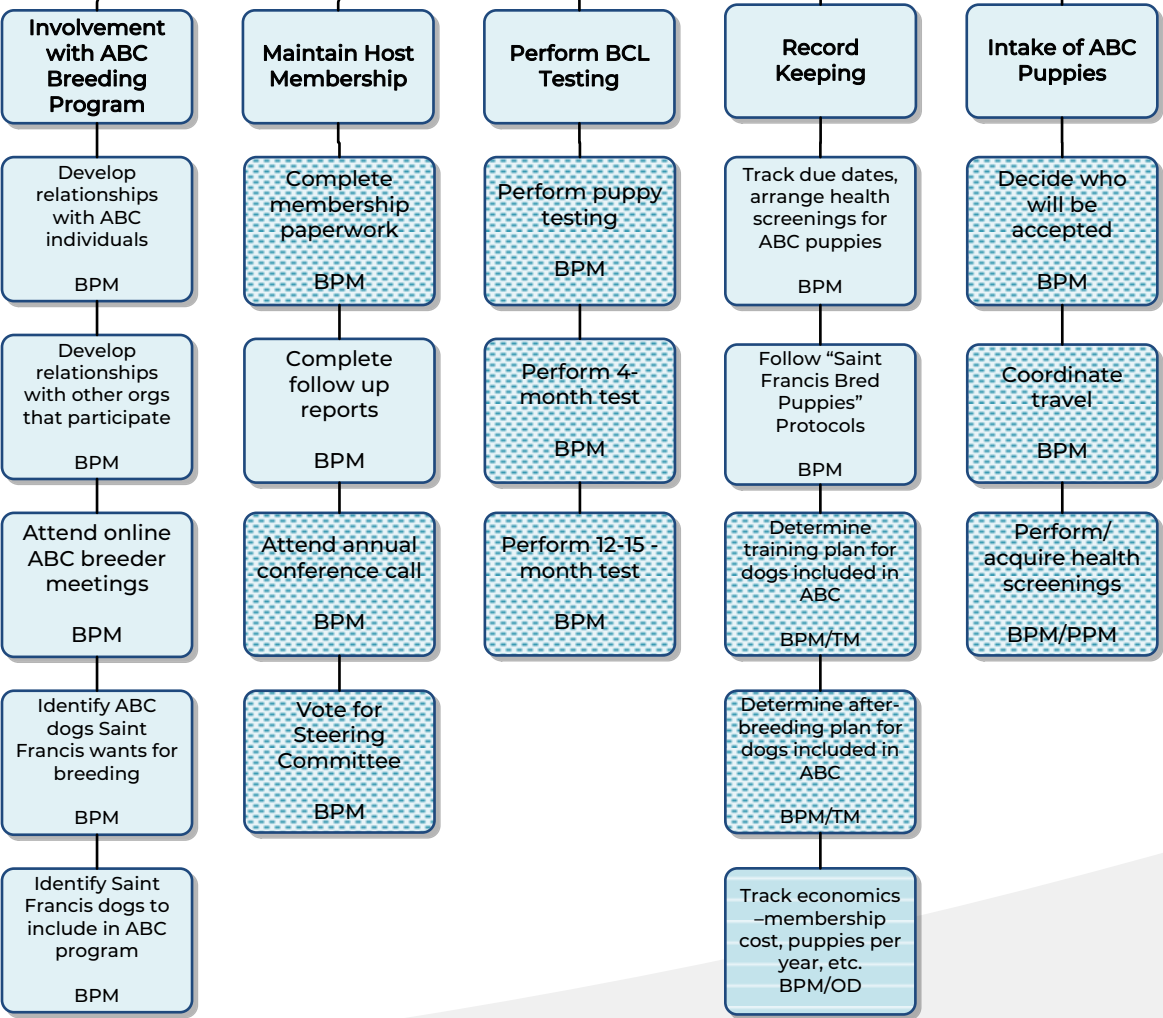 Involvement
with ABC
Breeding
Program
Develop
relationships
with ABC
individuals
BPM
Develop
relationships
with other orgs
that participate
BPM
Attend online
ABC breeder
meetings
BPM
Identify ABC
dogs Saint
Francis wants for
breeding
BPM
Identify Saint
Francis dogs to
include in ABC
program
BPM
Maintain Host
Membership
Complete
membership
paperwork
BPM
Complete
follow up
reports
BPM
Attend annual
conference call
BPM
Vote for
Steering
Committee
BPM
Perform BCL
Testing
Perform puppy
testing
BPM
Perform 4-
month test
BPM
Perform 12-15 -
month test
BPM
Record
Keeping
Track due dates,
arrange health
screenings for
ABC puppies
BPM
Follow “Saint
Francis Bred
Puppies”
Protocols
BPM
Determine
training plan for
dogs included in
ABC
BPM/TM
Determine after-
breeding plan for
dogs included in
ABC
BPM/TM
Track economics
–membership
cost, puppies per
year, etc.
BPM/OD
Intake of ABC
Puppies
Decide who
will be
accepted
BPM
Coordinate
travel
BPM
Perform/
acquire health
screenings
BPM/PPM